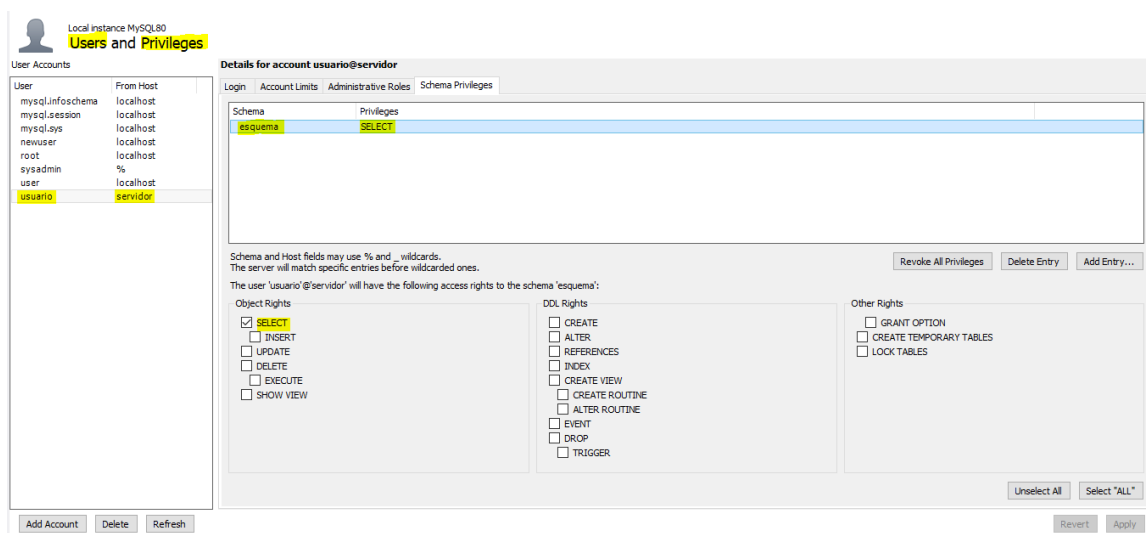 Local instance MySQL80
Users and Privileges
User Accounts
User From Host
mysql.infoschema localhost
mysql.session localhost
mysql.sys localhost
newuser localhost
root localhost
sysadmin %
user localhost
usuario servidor
Add Account Delete Refresh
Details for account usuario@servidor
Login Account Limits Administrative Roles Schema Privileges
Schema Privileges
esquema SELECT
Schema and Host fields may use % and _ wildcards.
The server will match specific entries before wildcarded ones.
Revoke All Privileges Delete Entry Add Entry...
The user 'usuario'@'servidor' will have the following access rights to the schema 'esquema':
Object Rights
SELECT
INSERT
UPDATE
DELETE
EXECUTE
SHOW VIEW
DDL Rights
CREATE
ALTER
REFERENCES
INDEX
CREATE VIEW
CREATE ROUTINE
ALTER ROUTINE
EVENT
DROP
TRIGGER
Other Rights
GRANT OPTION
CREATE TEMPORARY TABLES
LOCK TABLES
Unselect All Select "ALL"
Revert Apply